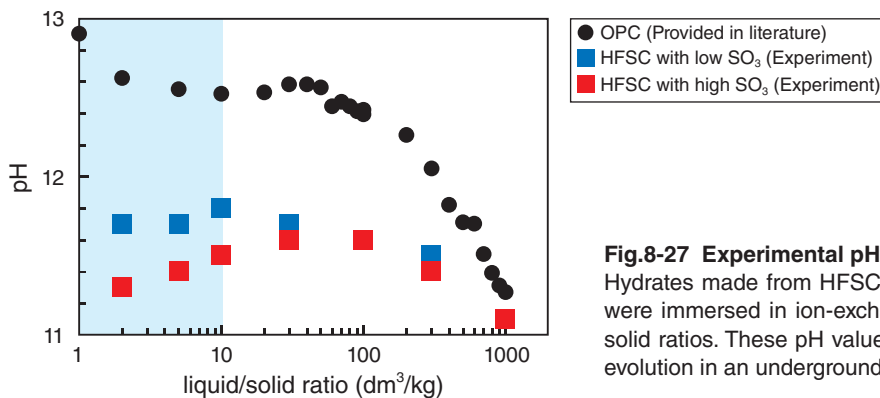 13
12
11
pH
1
10
100
1000
liquid/solid ratio (dm³/kg)
OPC (Provided in literature)
HFSC with low SO₃ (Experiment)
HFSC with high SO₃ (Experiment)
Fig.8-27 Experimental pH
Hydrates made from HFSC
were immersed in ion-exch
solid ratios. These pH value
evolution in an underground